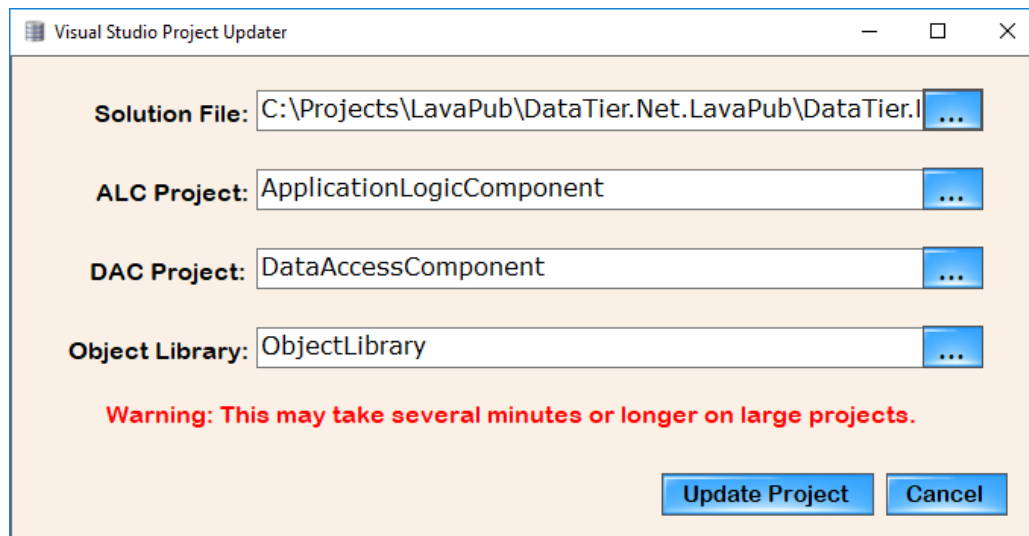 Visual Studio Project Updater
Solution File: C:\Projects\LavaPub\DataTier.Net.LavaPub\DataTier. ...
ALC Project: ApplicationLogicComponent ...
DAC Project: DataAccessComponent ...
Object Library: ObjectLibrary ...
Warning: This may take several minutes or longer on large projects.
Update Project Cancel